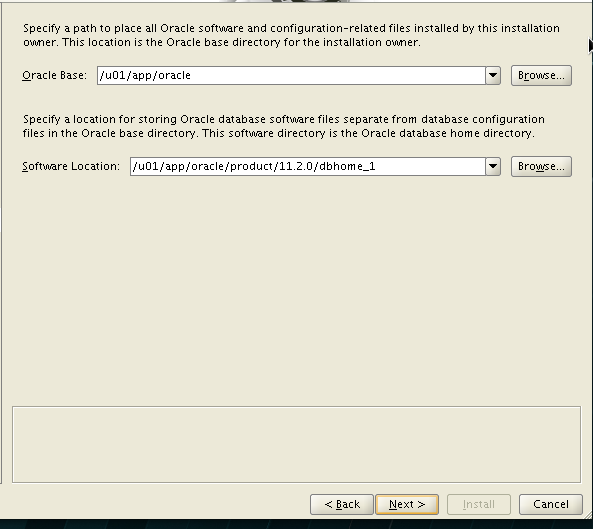 Specify a path to place all Oracle software and configuration-related files installed by this installation
owner. This location is the Oracle base directory for the installation owner.
Oracle Base: /u01/app/oracle Browse...
Specify a location for storing Oracle database software files separate from database configuration
files in the Oracle base directory. This software directory is the Oracle database home directory.
Software Location: /u01/app/oracle/product/11.2.0/dbhome_1 Browse...
< Back Next > Install Cancel